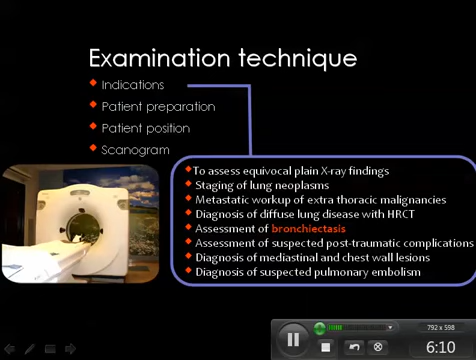 Examination technique
Indications
Patient preparation
Patient position
Scanogram
To assess equivocal plain X-ray findings
Staging of lung neoplasms
Metastatic workup of extra thoracic malignancies
Diagnosis of diffuse lung disease with HRCT
Assessment of bronchiectasis
Assessment of suspected post-traumatic complications
Diagnosis of mediastinal and chest wall lesions
Diagnosis of suspected pulmonary embolism
792 x 598
6:10